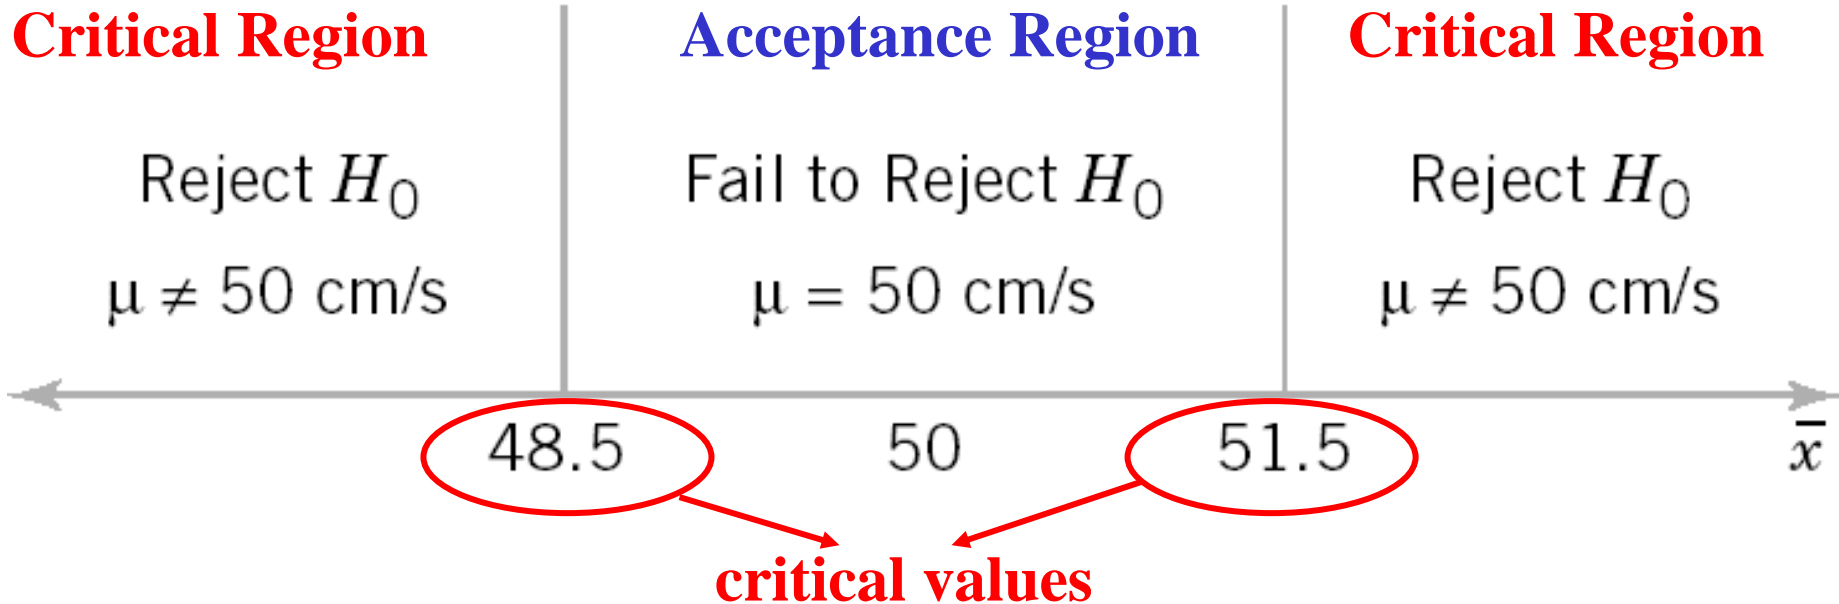 Critical Region Acceptance Region Critical Region
Reject H₀ Fail to Reject H₀ Reject H₀
μ ≠ 50 cm/s μ = 50 cm/s μ ≠ 50 cm/s
48.5 50 51.5 x̄
critical values